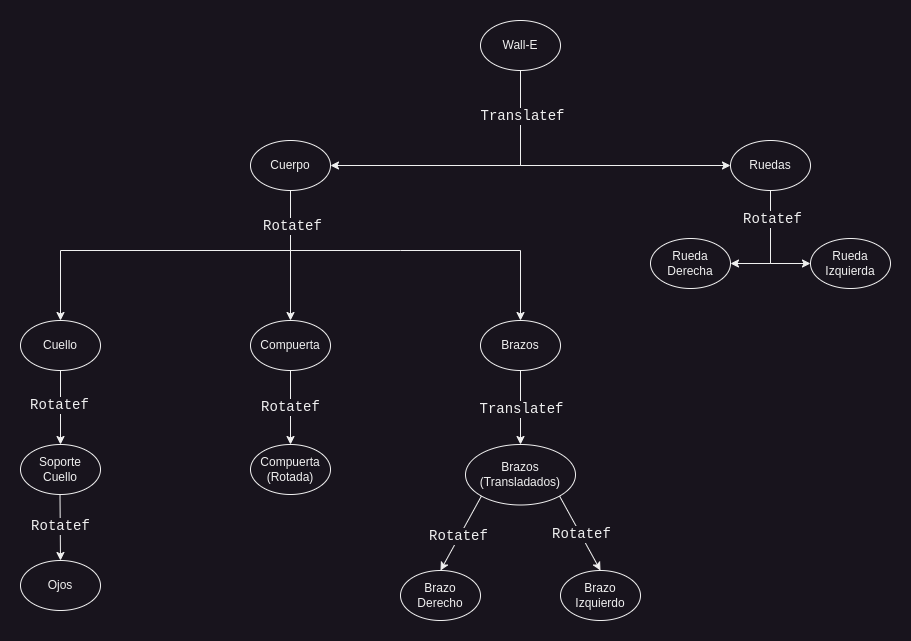 Wall-E
Translatef
Cuerpo
Ruedas
Rotatef
Rotatef
Rueda
Derecha
Rueda
Izquierda
Cuello
Compuerta
Brazos
Rotatef
Rotatef
Translatef
Soporte
Cuello
Compuerta
(Rotada)
Brazos
(Transladados)
Rotatef
Rotatef
Rotatef
Ojos
Brazo
Derecho
Brazo
Izquierdo